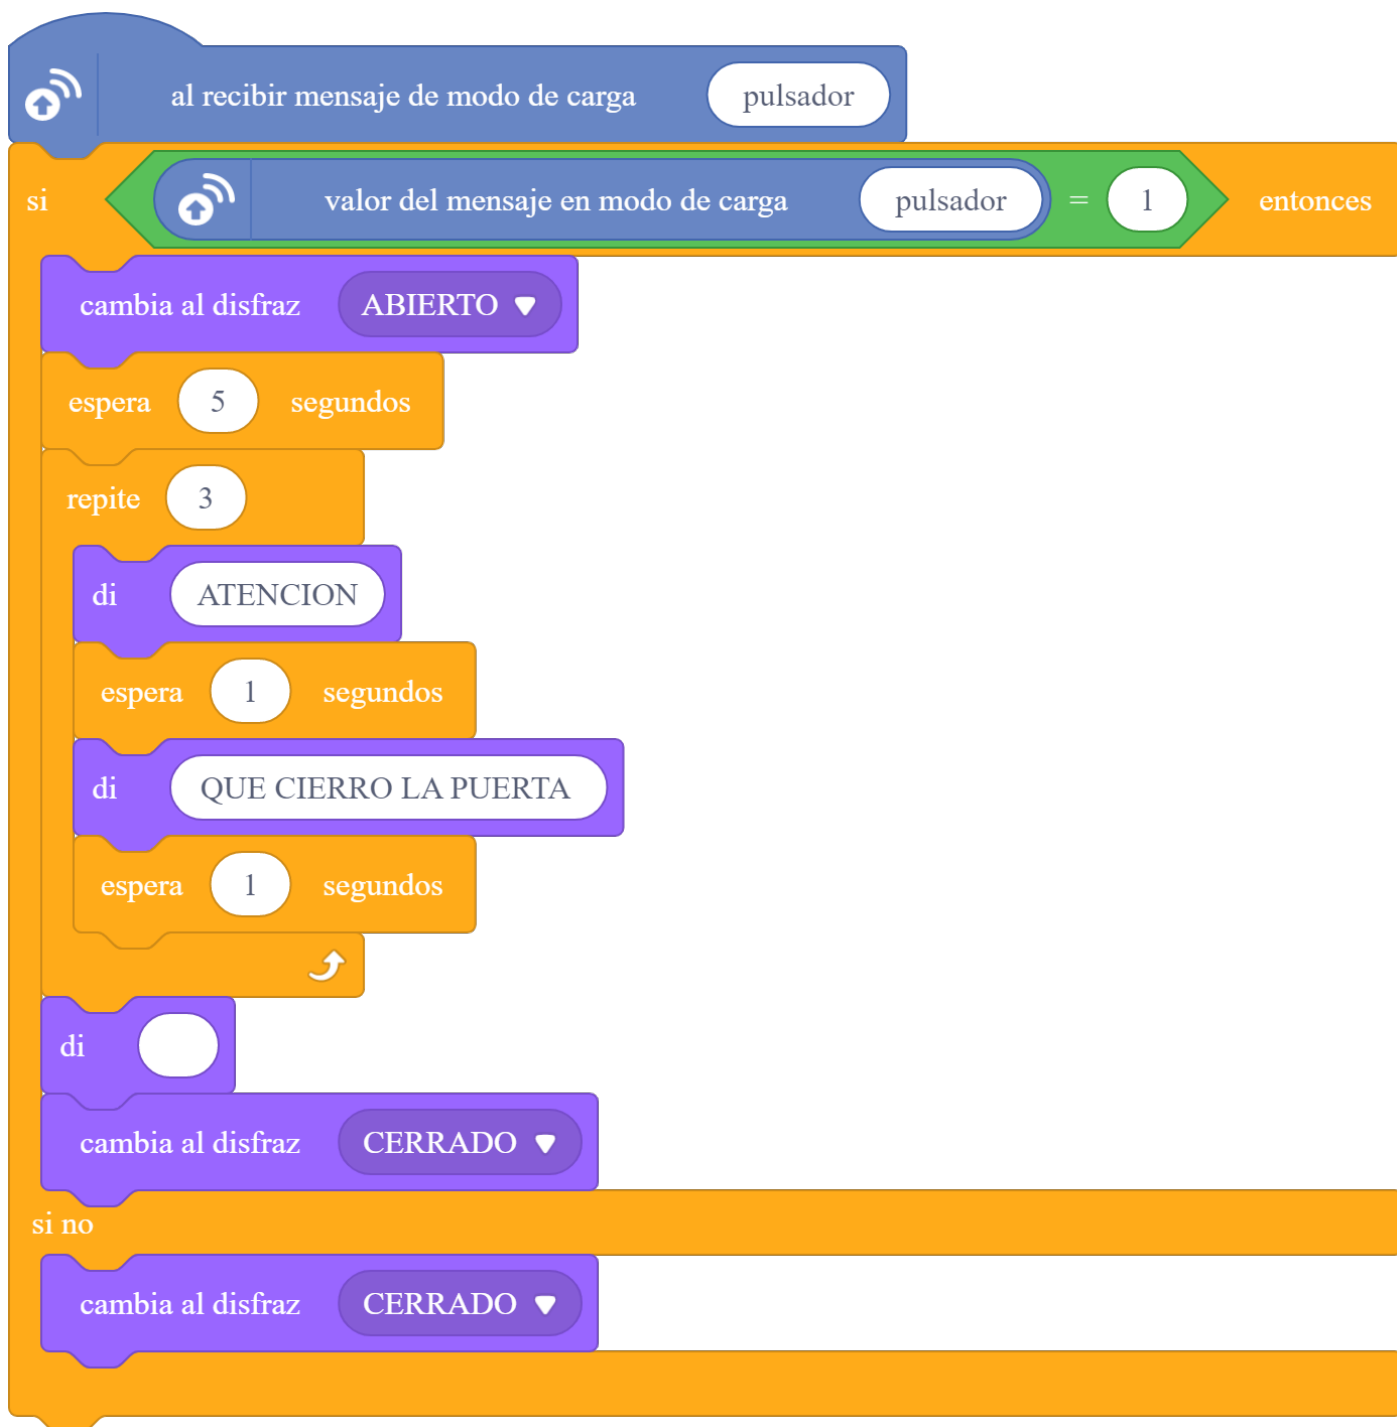 al recibir mensaje de modo de carga pulsador
si valor del mensaje en modo de carga pulsador = 1 entonces
cambia al disfraz ABIERTO
espera 5 segundos
repite 3
di ATENCION
espera 1 segundos
di QUE CIERRO LA PUERTA
espera 1 segundos
di
cambia al disfraz CERRADO
si no
cambia al disfraz CERRADO